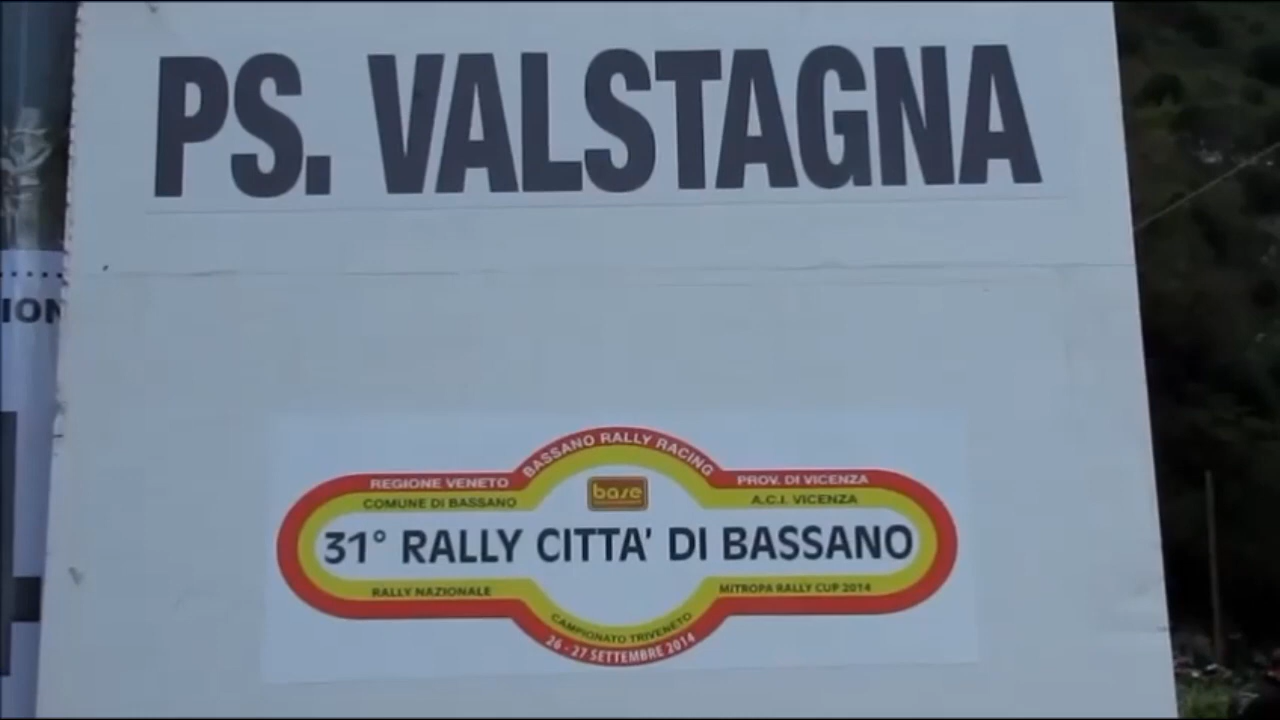 PS. VALSTAGNA
ION
BASSANO RALLY RACING
REGIONE VENETO
PROV. DI VICENZA
COMUNE DI BASSANO
base
A.C.I. VICENZA
31° RALLY CITTA' DI BASSANO
RALLY NAZIONALE
MITROPA RALLY CUP 2014
CAMPIONATO TRIVENETO
26 - 27 SETTEMBRE 2014